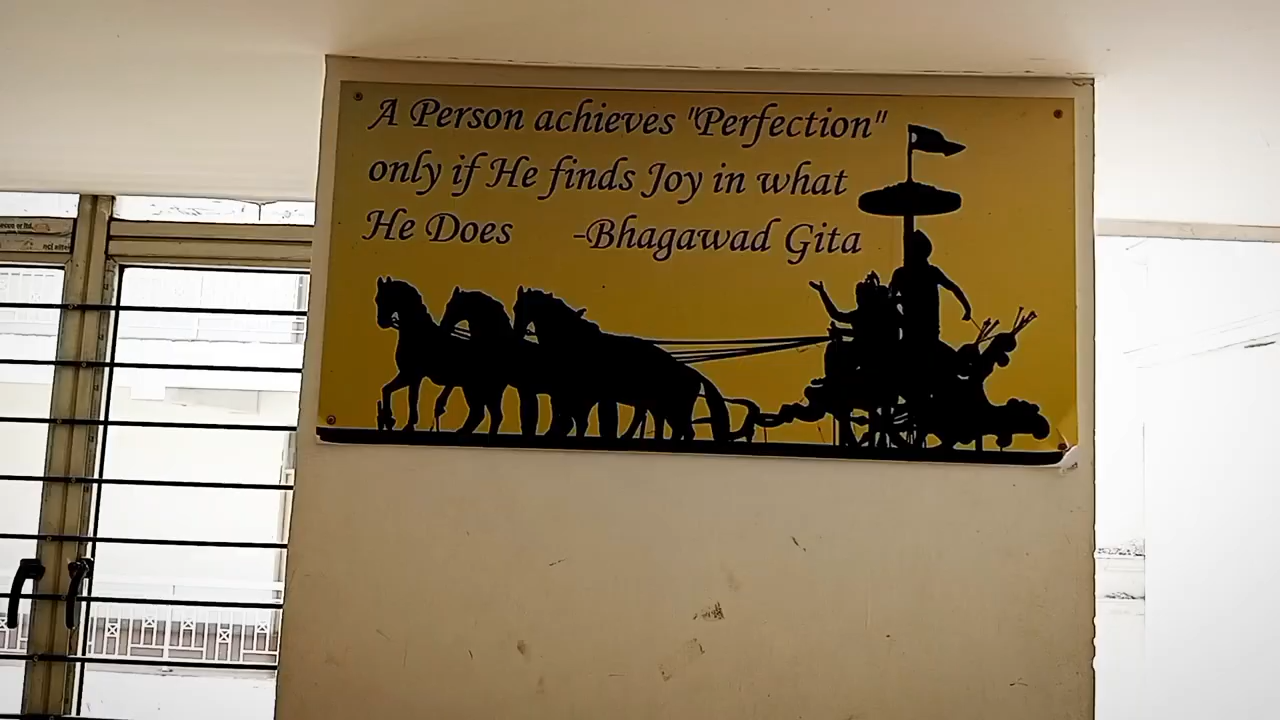 A Person achieves "Perfection"
only if He finds Joy in what
He Does -Bhagawad Gita